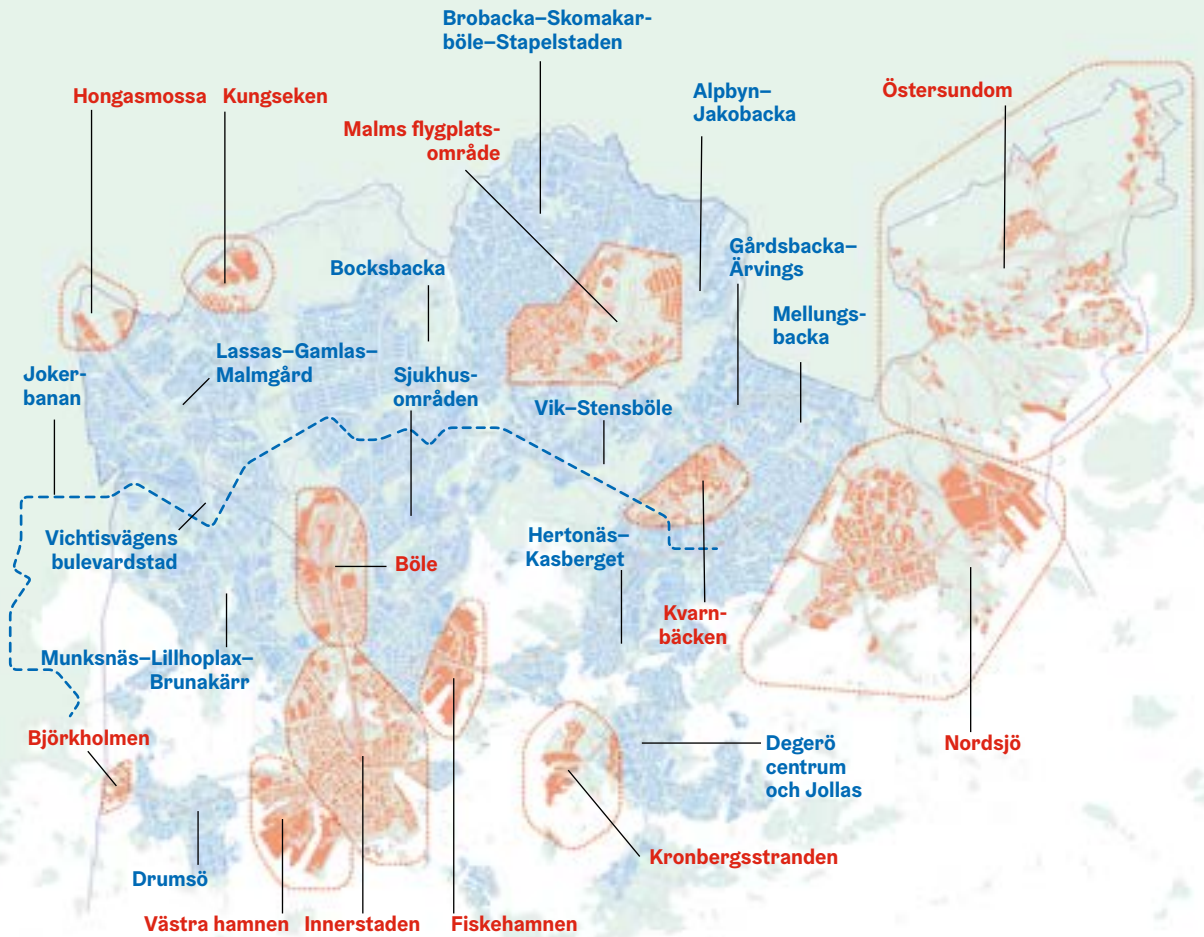 Brobacka–Skomakar-
böle–Stapelstaden
Hongasmossa
Kungseken
Malms flygplats-
område
Alpbyn–
Jakobacka
Östersundom
Bocksbacka
Gårdsbacka–
Ärvings
Mellungs-
backa
Joker-
banan
Lassas–Gamlas–
Malmgård
Sjukhus-
områden
Vik–Stensböle
Vichtisvägens
bulevardstad
Böle
Hertonäs–
Kasberget
Kvarn-
bäcken
Munksnäs–Lillhoplax–
Brunakärr
Björkholmen
Degerö
centrum
och Jollas
Nordsjö
Drumsö
Kronbergsstranden
Västra hamnen
Innerstaden
Fiskehamnen